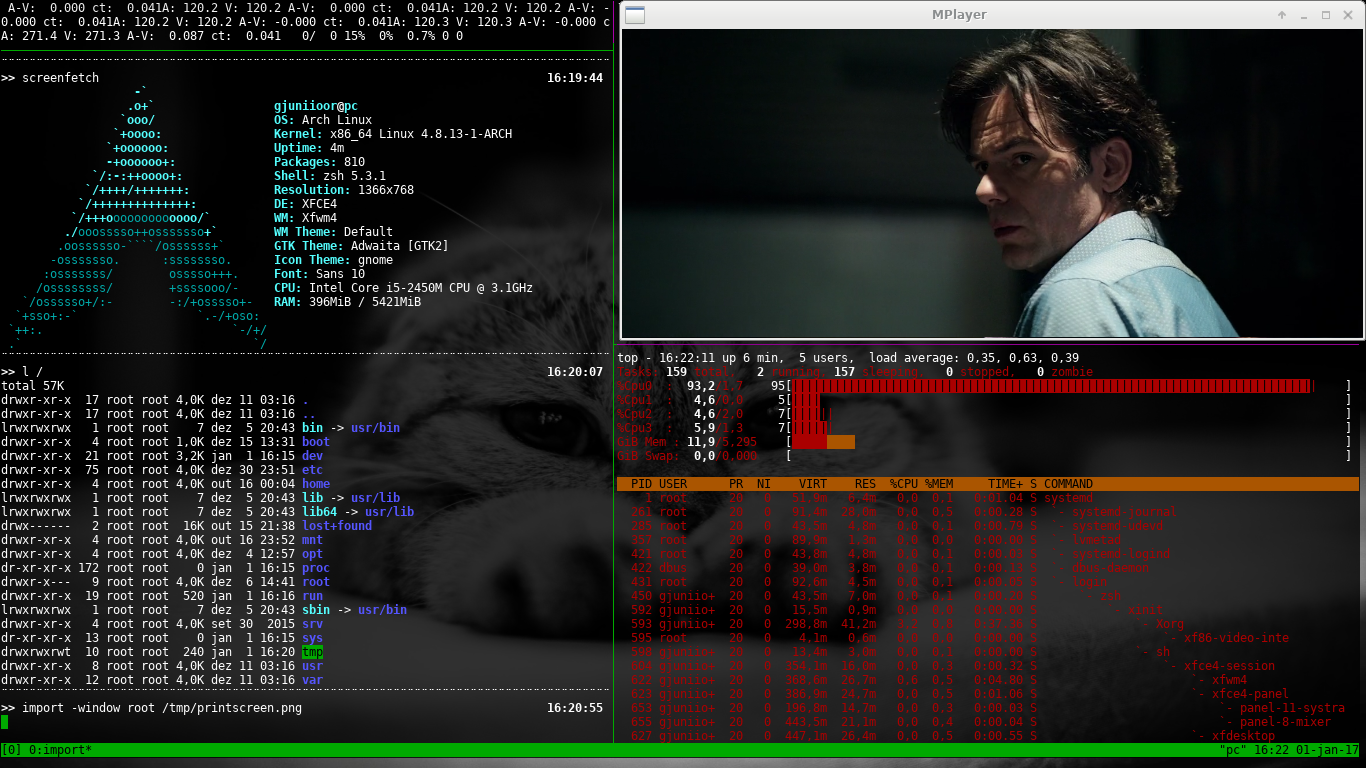 A-V:  0.000 ct:  0.041A: 120.2 V: 120.2 A-V:  0.000 ct:  0.041A: 120.2 V: 120.2 A-V: -
0.000 ct:  0.041A: 120.2 V: 120.2 A-V: -0.000 ct:  0.041A: 120.3 V: 120.3 A-V: -0.000 c
A: 271.4 V: 271.3 A-V:  0.087 ct:  0.041   0/  0 15%  0%  0.7% 0 0
>> screenfetch 16:19:44
-`
.o+`
`ooo/
`+oooo:
`+oooooo:
-+oooooo+:
`/:-:++oooo+:
`/++++/+++++++:
`/++++++++++++++:
`/+++ooooooooooooo/`
./ooosssso++osssssso+`
.oossssso-````/ossssss+`
-osssssso.      :ssssssso.
:osssssss/        osssso+++.
/ossssssss/        +ssssooo/-
`/ossssso+/:-        -:/+osssso+-
`+sso+:-`                 `.-/+oso:
`++:.                           `-/+/
.`                                 `/
gjuniioor@pc
OS: Arch Linux
Kernel: x86_64 Linux 4.8.13-1-ARCH
Uptime: 4m
Packages: 810
Shell: zsh 5.3.1
Resolution: 1366x768
DE: XFCE4
WM: Xfwm4
WM Theme: Default
GTK Theme: Adwaita [GTK2]
Icon Theme: gnome
Font: Sans 10
CPU: Intel Core i5-2450M CPU @ 3.1GHz
RAM: 396MiB / 5421MiB
>> l / 16:20:07
total 57K
drwxr-xr-x  17 root root 4,0K dez 11 03:16 .
drwxr-xr-x  17 root root 4,0K dez 11 03:16 ..
lrwxrwxrwx   1 root root    7 dez  5 20:43 bin -> usr/bin
drwxr-xr-x   4 root root 1,0K dez 15 13:31 boot
drwxr-xr-x  21 root root 3,2K jan  1 16:15 dev
drwxr-xr-x  75 root root 4,0K dez 30 23:51 etc
drwxr-xr-x   4 root root 4,0K out 16 00:04 home
lrwxrwxrwx   1 root root    7 dez  5 20:43 lib -> usr/lib
lrwxrwxrwx   1 root root    7 dez  5 20:43 lib64 -> usr/lib
drwx------   2 root root  16K out 15 21:38 lost+found
drwxr-xr-x   4 root root 4,0K out 16 23:52 mnt
drwxr-xr-x   4 root root 4,0K dez  4 12:57 opt
dr-xr-xr-x 172 root root    0 jan  1 16:15 proc
drwxr-x---   9 root root 4,0K dez  6 14:41 root
drwxr-xr-x  19 root root  520 jan  1 16:16 run
lrwxrwxrwx   1 root root    7 dez  5 20:43 sbin -> usr/bin
drwxr-xr-x   4 root root 4,0K set 30  2015 srv
dr-xr-xr-x  13 root root    0 jan  1 16:15 sys
drwxrwxrwt  10 root root  240 jan  1 16:20 tmp
drwxr-xr-x   8 root root 4,0K dez 11 03:16 usr
drwxr-xr-x  12 root root 4,0K dez 11 03:16 var
>> import -window root /tmp/printscreen.png 16:20:55
MPlayer
top - 16:22:11 up 6 min,  5 users,  load average: 0,35, 0,63, 0,39
Tasks: 159 total,   2 running, 157 sleeping,   0 stopped,   0 zombie
%Cpu0  :  93,2/1,7    95[ ]
%Cpu1  :   4,6/0,0     5[ ]
%Cpu2  :   4,6/2,0     7[ ]
%Cpu3  :   5,9/1,3     7[ ]
GiB Mem : 11,9/5,295 [ ]
GiB Swap:  0,0/0,000 [ ]
PID USER      PR  NI    VIRT    RES  %CPU %MEM     TIME+ S COMMAND
1 root      20   0   51,9m   6,4m   0,0  0,1   0:01.04 S systemd
261 root      20   0   91,4m  26,0m   0,0  0,5   0:00.28 S `- systemd-journal
285 root      20   0   43,5m   4,8m   0,0  0,1   0:00.79 S `- systemd-udevd
357 root      20   0   89,9m   1,3m   0,0  0,0   0:00.00 S `- lvmetad
421 root      20   0   43,8m   4,8m   0,0  0,1 S `- systemd-logind
422 dbus      20   0   39,0m   3,8m   0,0  0,1 S `- dbus-daemon
431 root      20   0   92,6m   4,5m   0,0  0,1 S `- login
450 gjuniio+  20   0   43,5m   7,0m   0,0  0,1 S `- zsh
592 gjuniio+  20   0   15,5m   0,9m   0,0  0,0 S `- xinit
593 gjuniio+  20   0  298,8m  41,2m S `- Xorg
595 root      20   0    4,1m   0,6m   0,0  0,0   0:00.00 S `- xf86-video-inte
598 gjuniio+  20   0   13,4m   3,0m   0,0  0,1   0:00.00 S `- sh
604 gjuniio+  20   0  354,1m  16,0m   0,0  0,3   0:00.32 S `- xfce4-session
622 gjuniio+  20   0 26,7m   0,6  0,5   0:04.80 S `- xfwm4
623 gjuniio+  20   0  386,9m  24,7m   0,0  0,5   0:01.06 S `- xfce4-panel
653 gjuniio+  20   0  196,8m  14,7m   0,0  0,3   0:00.03 S `- panel-11-systra
655 gjuniio+  20   0  443,5m  21,1m   0,0  0,4   0:00.04 S `- panel-8-mixer
627 gjuniio+  20   0  447,1m  26,4m   0,0  0,5   0:00.55 S `- xfdesktop
[0] 0:import* "pc" 16:22 01-jan-17